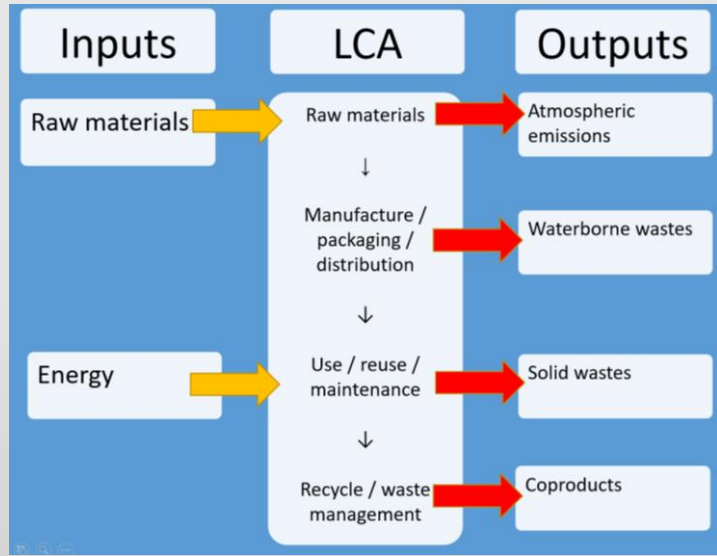 Inputs
LCA
Outputs
Raw materials
Raw materials
Atmospheric
emissions
↓
Manufacture /
packaging /
distribution
Waterborne wastes
↓
Energy
Use / reuse /
maintenance
Solid wastes
↓
Recycle / waste
management
Coproducts